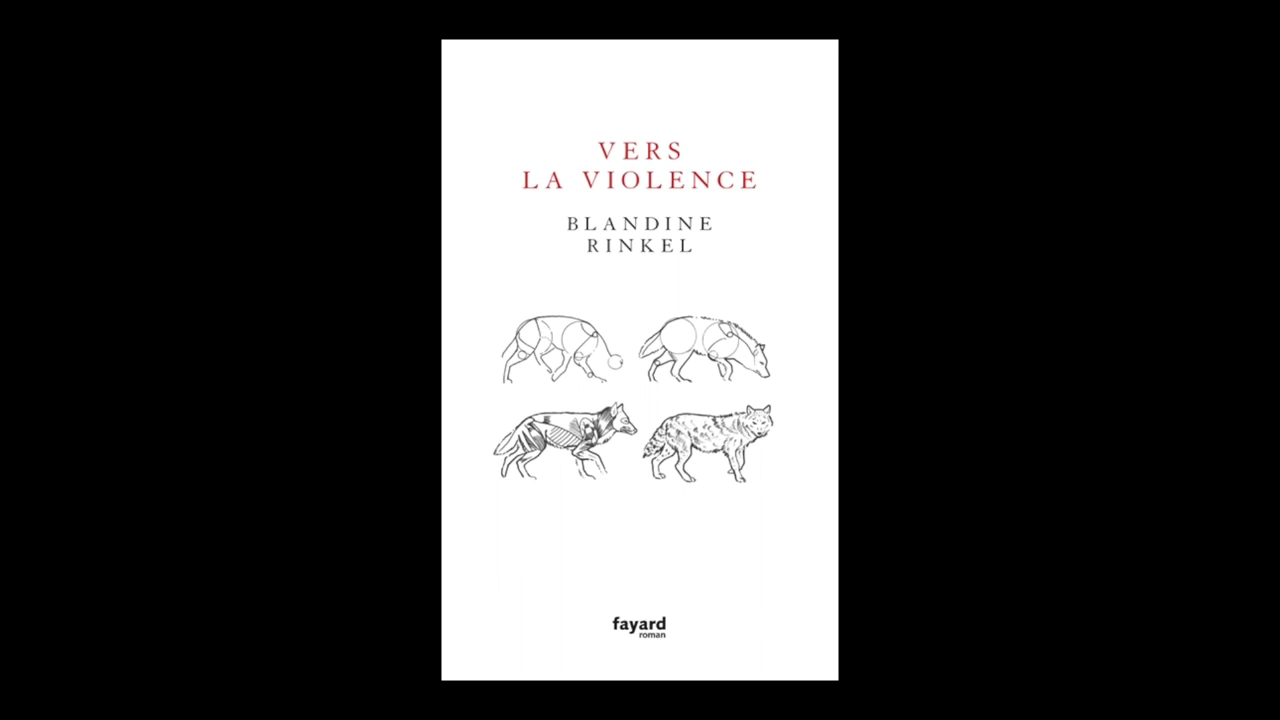 VERS
LA VIOLENCE
BLANDINE
RINKEL
fayard
roman